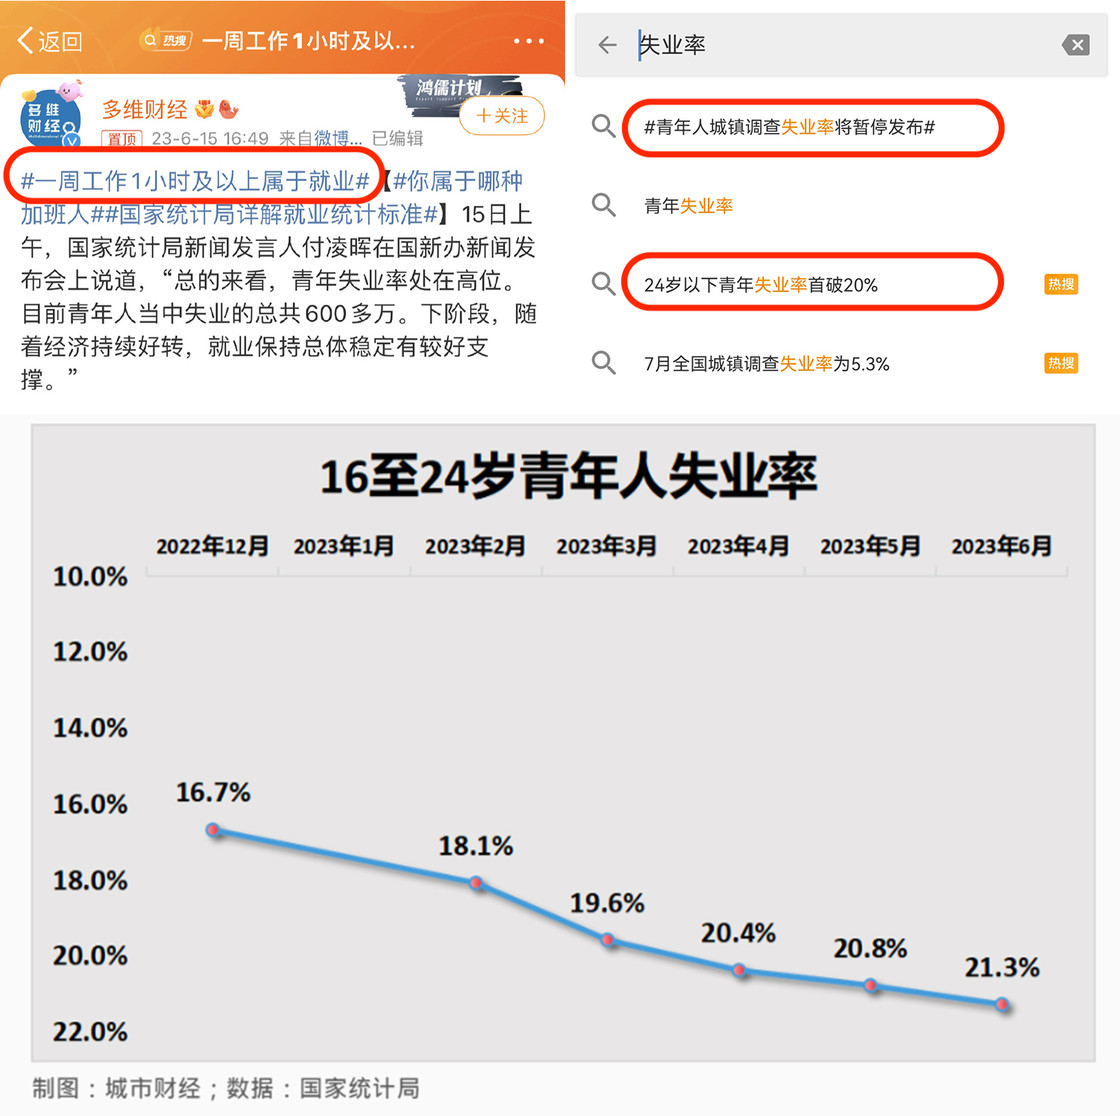 返回
热搜
一周工作1小时及以...
多维财经
鸿儒计划
多维财经
+关注
置顶
23-6-15 16:49 来自微博... 已编辑
#一周工作1小时及以上属于就业#【#你属于哪种
加班人##国家统计局详解就业统计标准#】15日上
午，国家统计局新闻发言人付凌晖在国新办新闻发
布会上说道，“总的来看，青年失业率处在高位。
目前青年人当中失业的总共600多万。下阶段，随
着经济持续好转，就业保持总体稳定有较好支
撑。”
失业率
#青年人城镇调查失业率将暂停发布#
青年失业率
24岁以下青年失业率首破20%
热搜
7月全国城镇调查失业率为5.3%
热搜
16至24岁青年人失业率
2022年12月 2023年1月 2023年2月 2023年3月 2023年4月 2023年5月 2023年6月
10.0%
12.0%
14.0%
16.0%
18.0%
20.0%
22.0%
16.7%
18.1%
19.6%
20.4%
20.8%
21.3%
制图：城市财经；数据：国家统计局